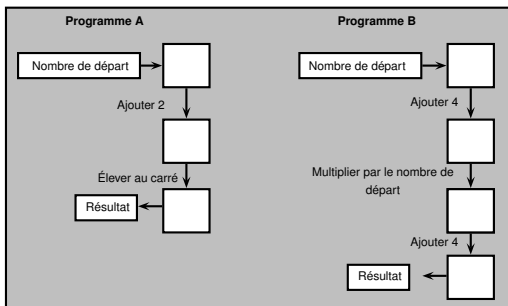 Programme A
Nombre de départ
Ajouter 2
Élever au carré
Résultat
Programme B
Nombre de départ
Ajouter 4
Multiplier par le nombre de
départ
Ajouter 4
Résultat